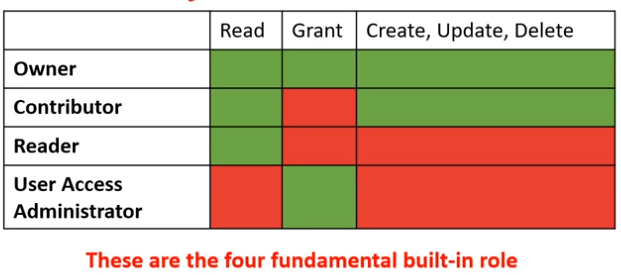 Read Grant Create, Update, Delete
Owner
Contributor
Reader
User Access
Administrator
These are the four fundamental built-in role